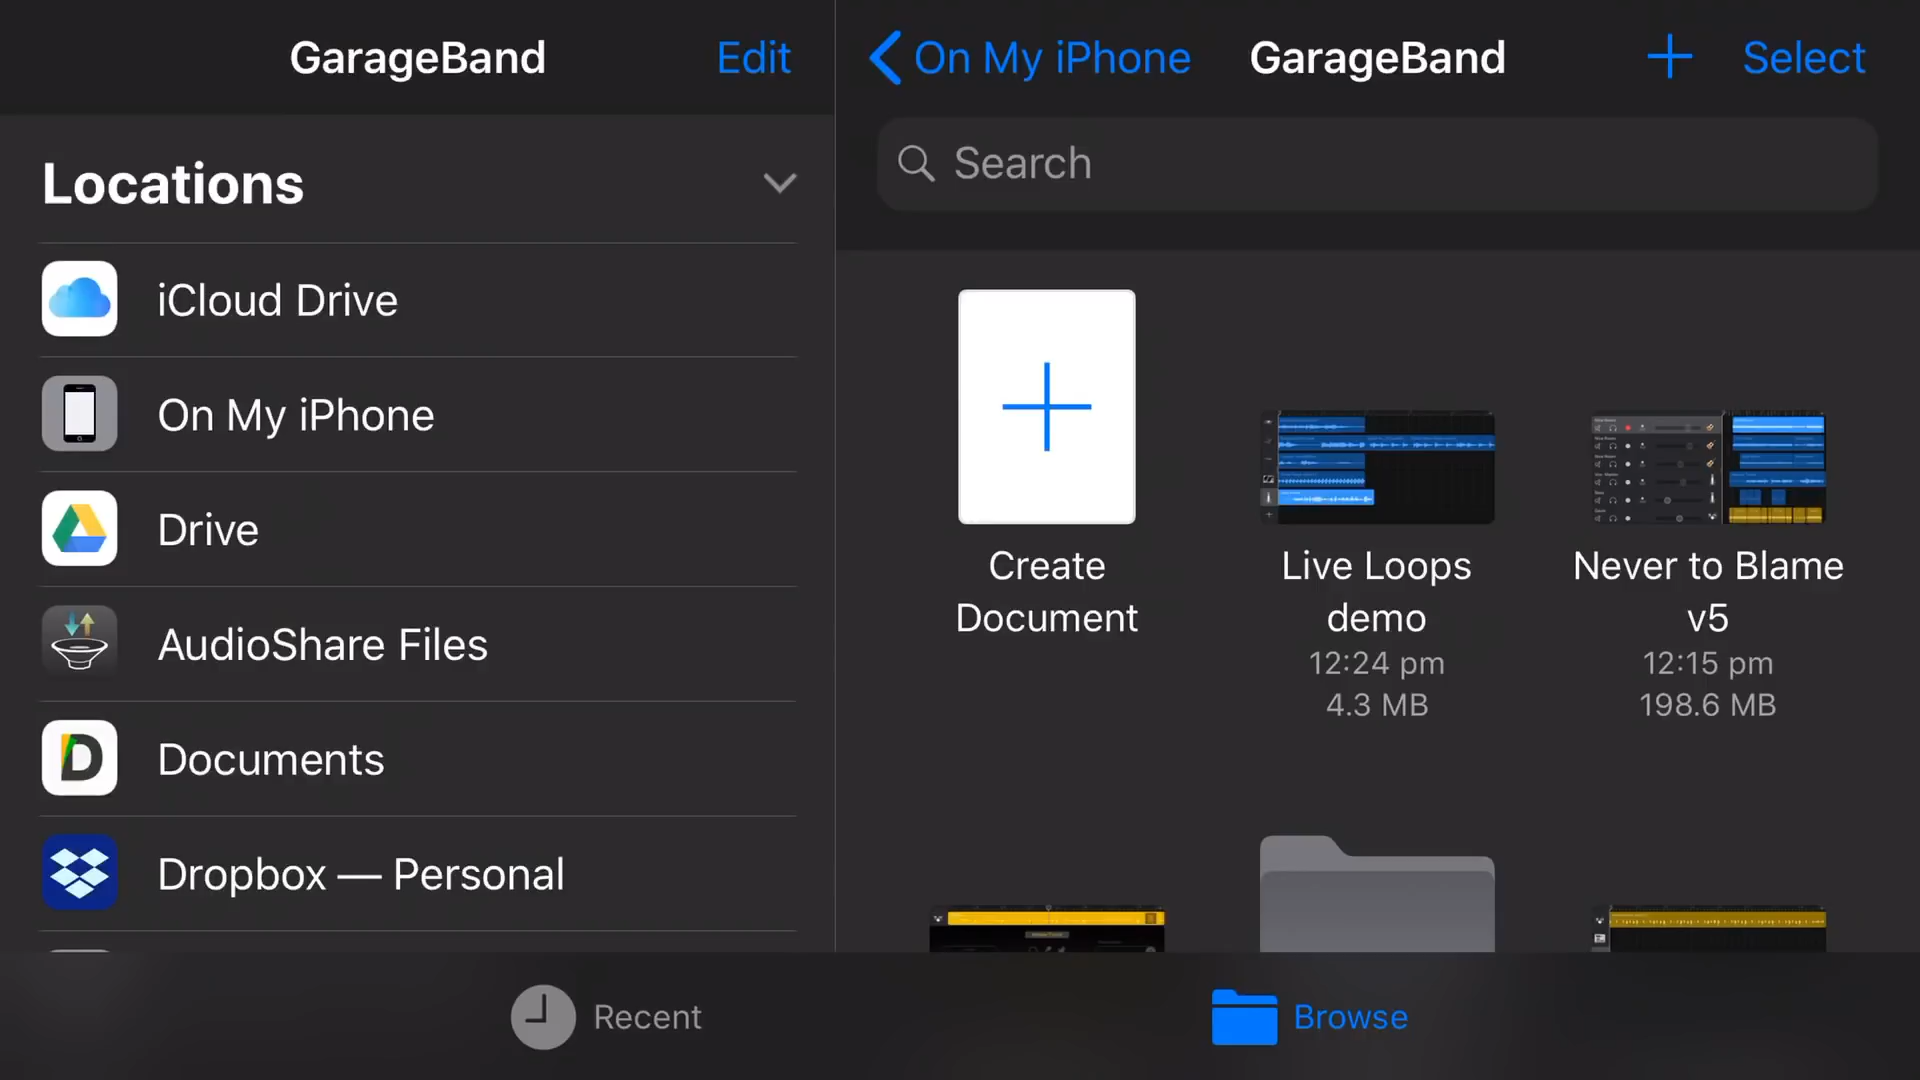 GarageBand
Edit
Locations
iCloud Drive
On My iPhone
Drive
AudioShare Files
Documents
Dropbox — Personal
On My iPhone
GarageBand
Select
Search
Create
Document
Live Loops
demo
12:24 pm
4.3 MB
Never to Blame
v5
12:15 pm
198.6 MB
Recent
Browse